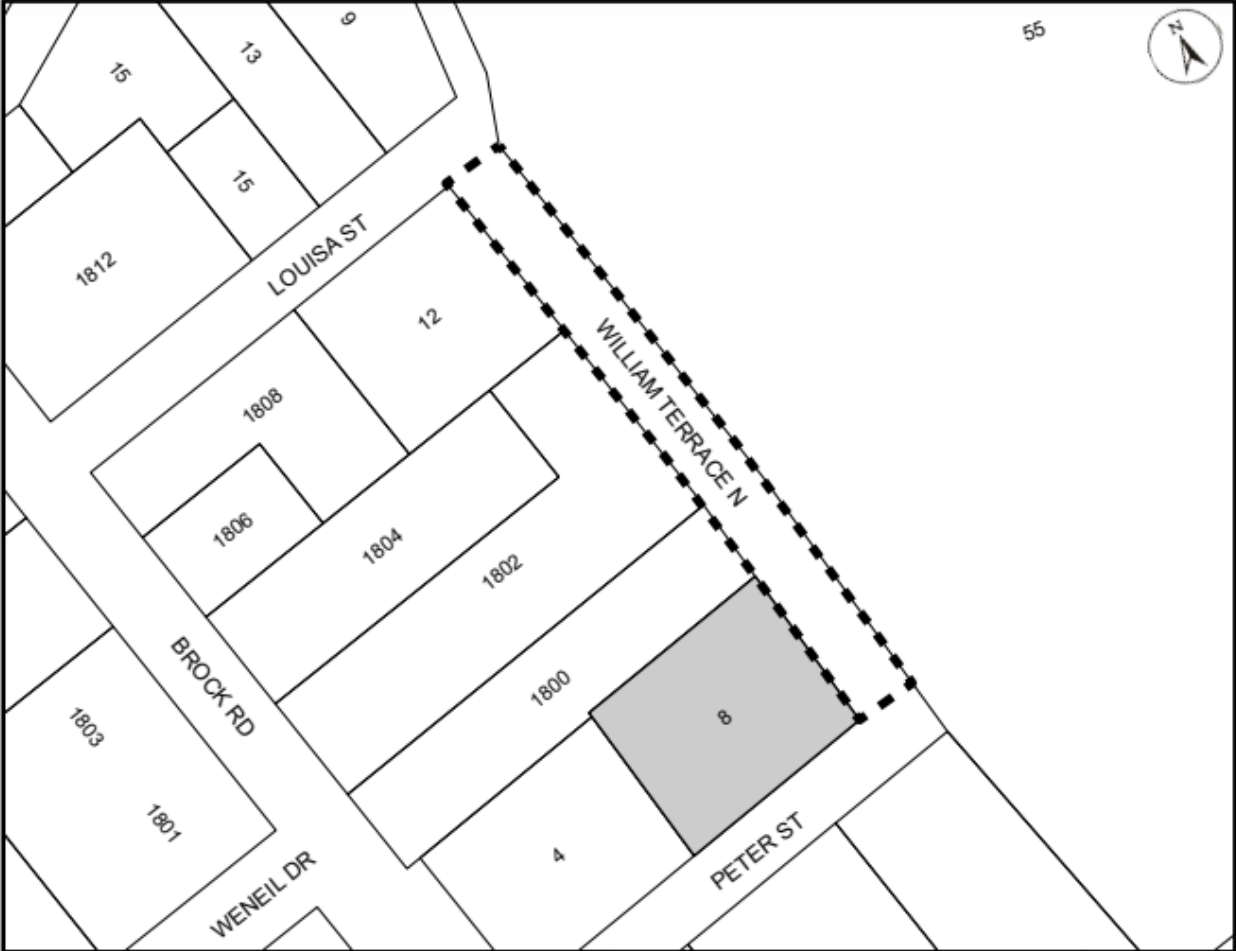 9
13
15
55
N
15
1812
LOUISA ST
12
WILLIAM TERRACE N
1808
1806
1804
1802
BROCK RD
1800
8
1803
1801
4
PETER ST
WENEIL DR